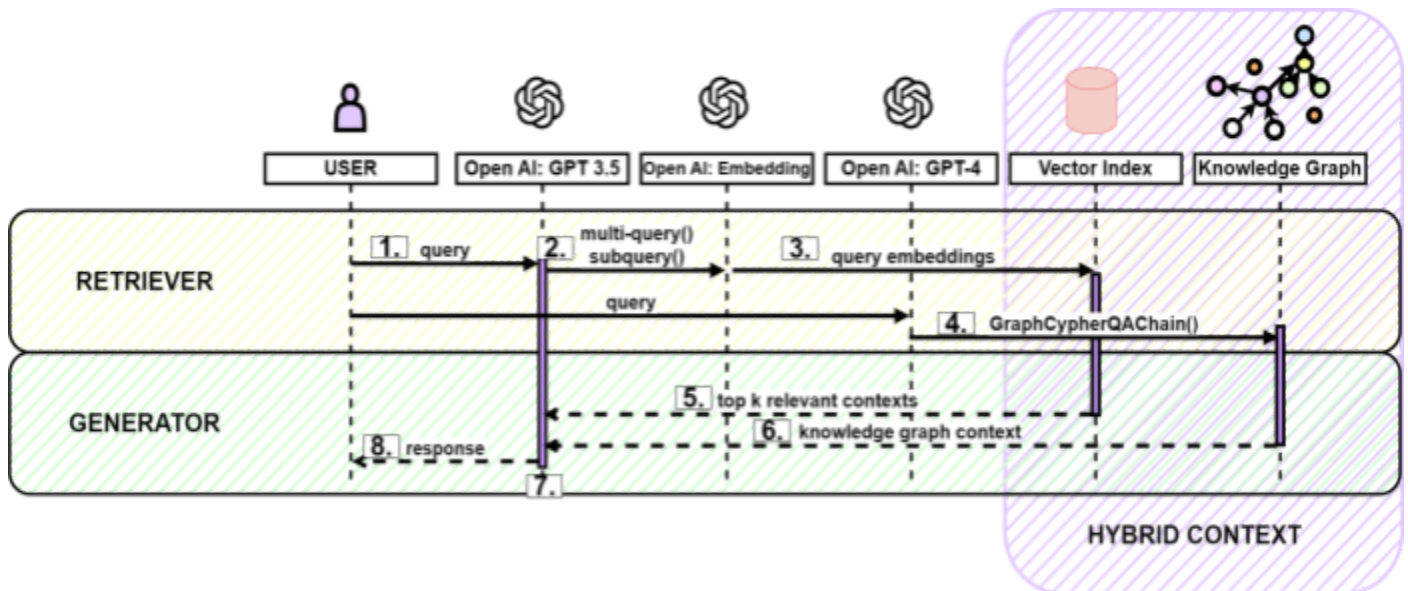 USER
Open AI: GPT 3.5
Open AI: Embedding
Open AI: GPT-4
Vector Index
Knowledge Graph
RETRIEVER
1. query
2. multi-query()
subquery()
3. query embeddings
query
4. GraphCypherQAChain()
GENERATOR
5. top k relevant contexts
6. knowledge graph context
8. response
7.
HYBRID CONTEXT